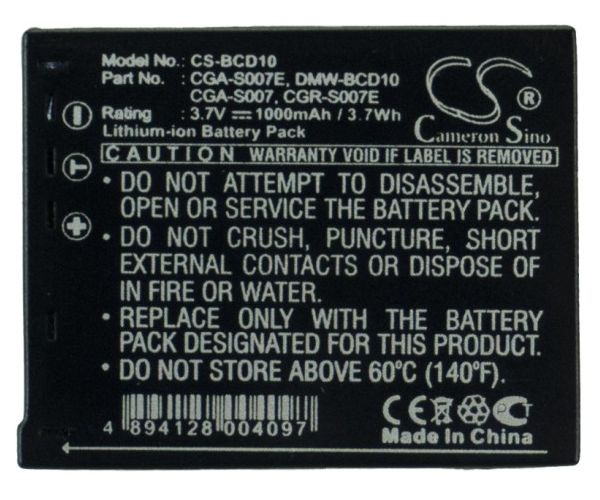 Model No.: CS-BCD10
Part No.: CGA-S007E, DMW-BCD10
CGA-S007, CGR-S007E
Rating : 3.7V 1000mAh / 3.7Wh
Lithium-ion Battery Pack
CS ®
Cameron Sino
T
+
CAUTION WARRANTY VOID IF LABEL IS REMOVED
• DO NOT ATTEMPT TO DISASSEMBLE,
OPEN OR SERVICE THE BATTERY PACK.
• DO NOT CRUSH, PUNCTURE, SHORT
EXTERNAL CONTACTS OR DISPOSE OF
IN FIRE OR WATER.
• REPLACE ONLY WITH THE BATTERY
PACK DESIGNATED FOR THIS PRODUCT.
• DO NOT STORE ABOVE 60°C (140°F).
4 894128 004097
CE PCT
Made In China